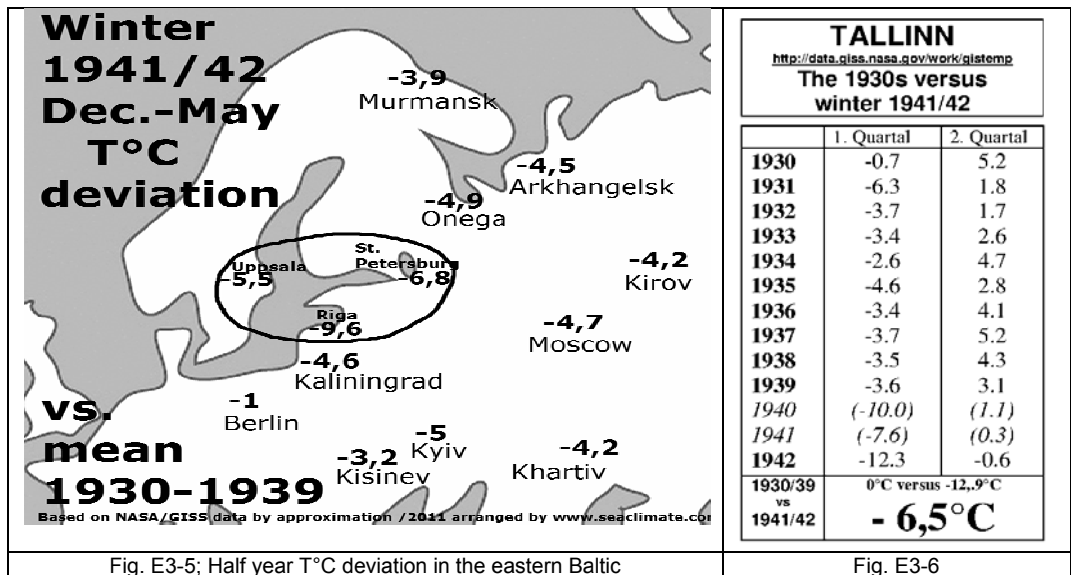 Winter
1941/42
Dec.-May
T°C
deviation
-3,9
Murmansk
-4,5
Arkhangelsk
-4,9
Onega
St.
Petersburg
-6,8
Uppsala
-5,5
-4,2
Kirov
Riga
-9,6
-4,7
Moscow
-4,6
Kaliningrad
-1
Berlin
-5
Kyiv
-3,2
Kisinev
-4,2
Khartiv
vs.
mean
1930-1939
Based on NASA/GISS data by approximation /2011 arranged by www.seaclimate.com
Fig. E3-5; Half year T°C deviation in the eastern Baltic
TALLINN
http://data.giss.nasa.gov/work/gistemp
The 1930s versus
winter 1941/42
1. Quartal 2. Quartal
1930 -0.7 5.2
1931 -6.3 1.8
1932 -3.7 1.7
1933 -3.4 2.6
1934 -2.6 4.7
1935 -4.6 2.8
1936 -3.4 4.1
1937 -3.7 5.2
1938 -3.5 4.3
1939 -3.6 3.1
1940 (-10.0) (1.1)
1941 (-7.6) (0.3)
1942 -12.3 -0.6
1930/39
vs
1941/42
0°C versus -12,.9°C
- 6,5°C
Fig. E3-6